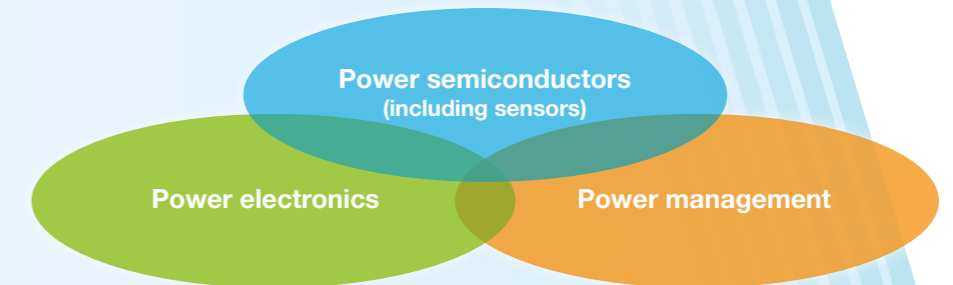 Power semiconductors
(including sensors)
Power electronics
Power management